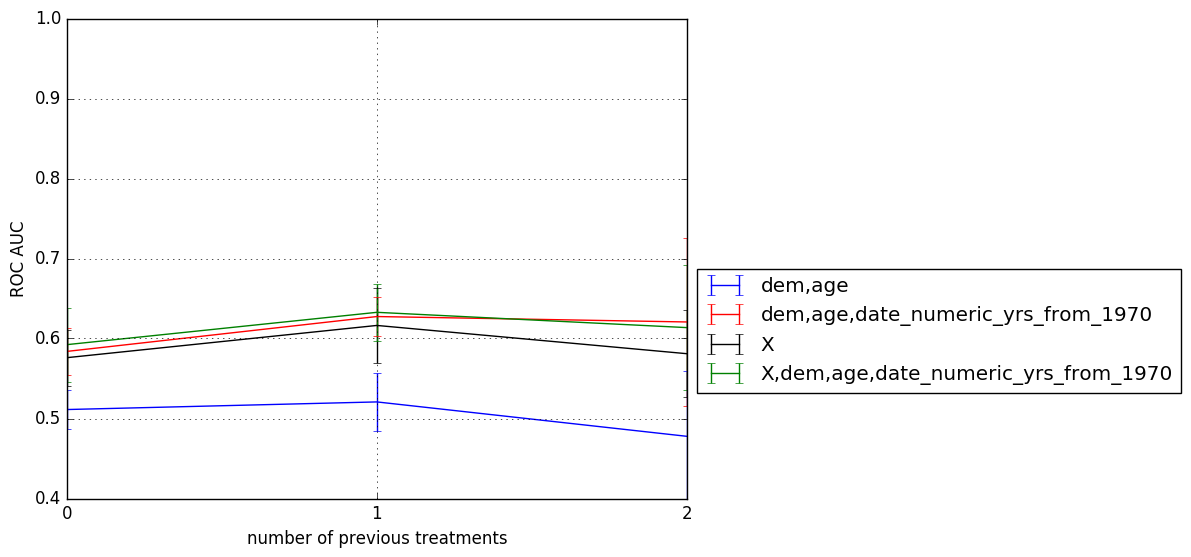 1.0
0.9
0.8
0.7
0.6
0.5
0.4
ROC AUC
0 1 2
number of previous treatments
dem,age
dem,age,date_numeric_yrs_from_1970
X
X,dem,age,date_numeric_yrs_from_1970